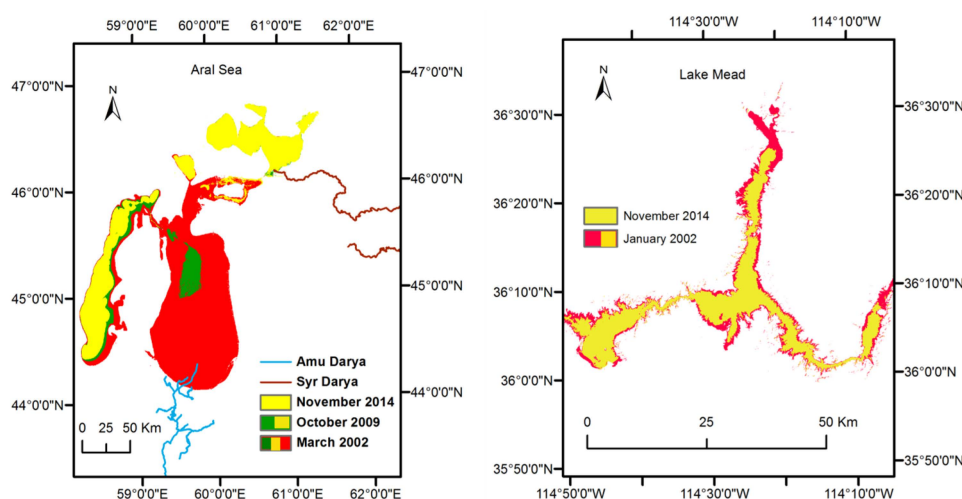 59°0'0"E 60°0'0"E 61°0'0"E 62°0'0"E
Aral Sea
N
47°0'0"N
46°0'0"N
45°0'0"N
44°0'0"N
47°0'0"N
46°0'0"N
45°0'0"N
44°0'0"N
Amu Darya
Syr Darya
November 2014
October 2009
March 2002
0 25 50 Km
59°0'0"E 60°0'0"E 61°0'0"E 62°0'0"E
114°30'0"W 114°10'0"W
Lake Mead
N
36°30'0"N
36°20'0"N
36°10'0"N
36°0'0"N
35°50'0"N
36°30'0"N
36°20'0"N
36°10'0"N
36°0'0"N
35°50'0"N
November 2014
January 2002
0 25 50 Km
114°50'0"W 114°30'0"W 114°10'0"W